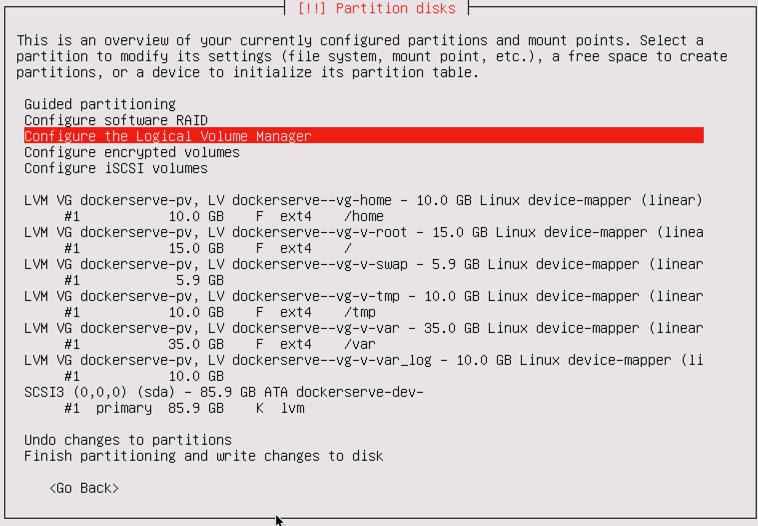 [!!] Partition disks
This is an overview of your currently configured partitions and mount points. Select a
partition to modify its settings (file system, mount point, etc.), a free space to create
partitions, or a device to initialize its partition table.
Guided partitioning
Configure software RAID
Configure the Logical Volume Manager
Configure encrypted volumes
Configure iSCSI volumes
LVM VG dockerserve-pv, LV dockerserve--vg-home - 10.0 GB Linux device-mapper (linear)
#1 10.0 GB F ext4 /home
LVM VG dockerserve-pv, LV dockerserve--vg-v-root - 15.0 GB Linux device-mapper (linea
#1 15.0 GB F ext4 /
LVM VG dockerserve-pv, LV dockerserve--vg-v-swap - 5.9 GB Linux device-mapper (linear
#1 5.9 GB
LVM VG dockerserve-pv, LV dockerserve--vg-v-tmp - 10.0 GB Linux device-mapper (linear
#1 10.0 GB F ext4 /tmp
LVM VG dockerserve-pv, LV dockerserve--vg-v-var - 35.0 GB Linux device-mapper (linear
#1 35.0 GB F ext4 /var
LVM VG dockerserve-pv, LV dockerserve--vg-v-var_log - 10.0 GB Linux device-mapper (li
#1 10.0 GB
SCSI3 (0,0,0) (sda) - 85.9 GB ATA dockerserve-dev-
#1 primary 85.9 GB K lvm
Undo changes to partitions
Finish partitioning and write changes to disk
<Go Back>